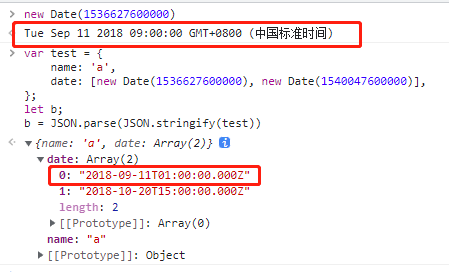 > new Date(1536627600000)
< Tue Sep 11 2018 09:00:00 GMT+0800 (中国标准时间)
> var test = {
name: 'a',
date: [new Date(1536627600000), new Date(1540047600000)],
};
let b;
b = JSON.parse(JSON.stringify(test))
< ▼{name: 'a', date: Array(2)} i
▼ date: Array(2)
0: "2018-09-11T01:00:00.000Z"
1: "2018-10-20T15:00:00.000Z"
length: 2
▶ [[Prototype]]: Array(0)
name: "a"
▶ [[Prototype]]: Object